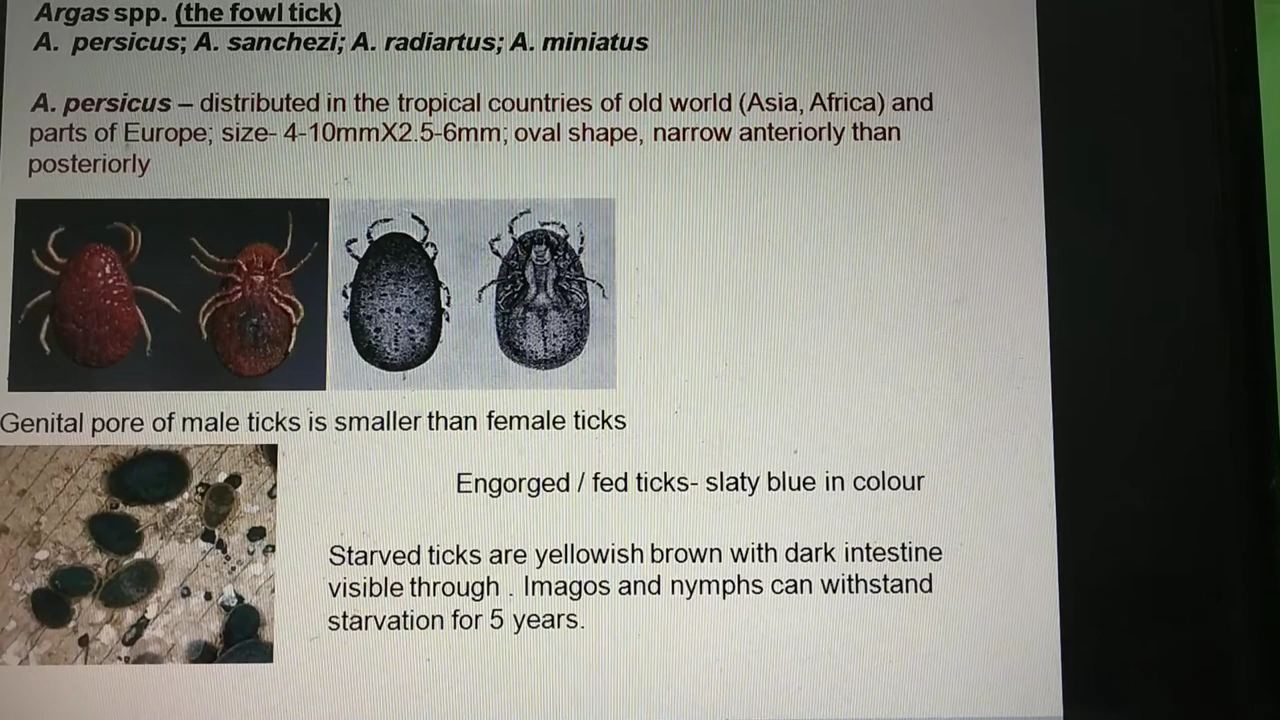 Argas spp. (the fowl tick)
A. persicus; A. sanchezi; A. radiartus; A. miniatus
A. persicus – distributed in the tropical countries of old world (Asia, Africa) and
parts of Europe; size- 4-10mmX2.5-6mm; oval shape, narrow anteriorly than
posteriorly
Genital pore of male ticks is smaller than female ticks
Engorged / fed ticks- slaty blue in colour
Starved ticks are yellowish brown with dark intestine
visible through . Imagos and nymphs can withstand
starvation for 5 years.